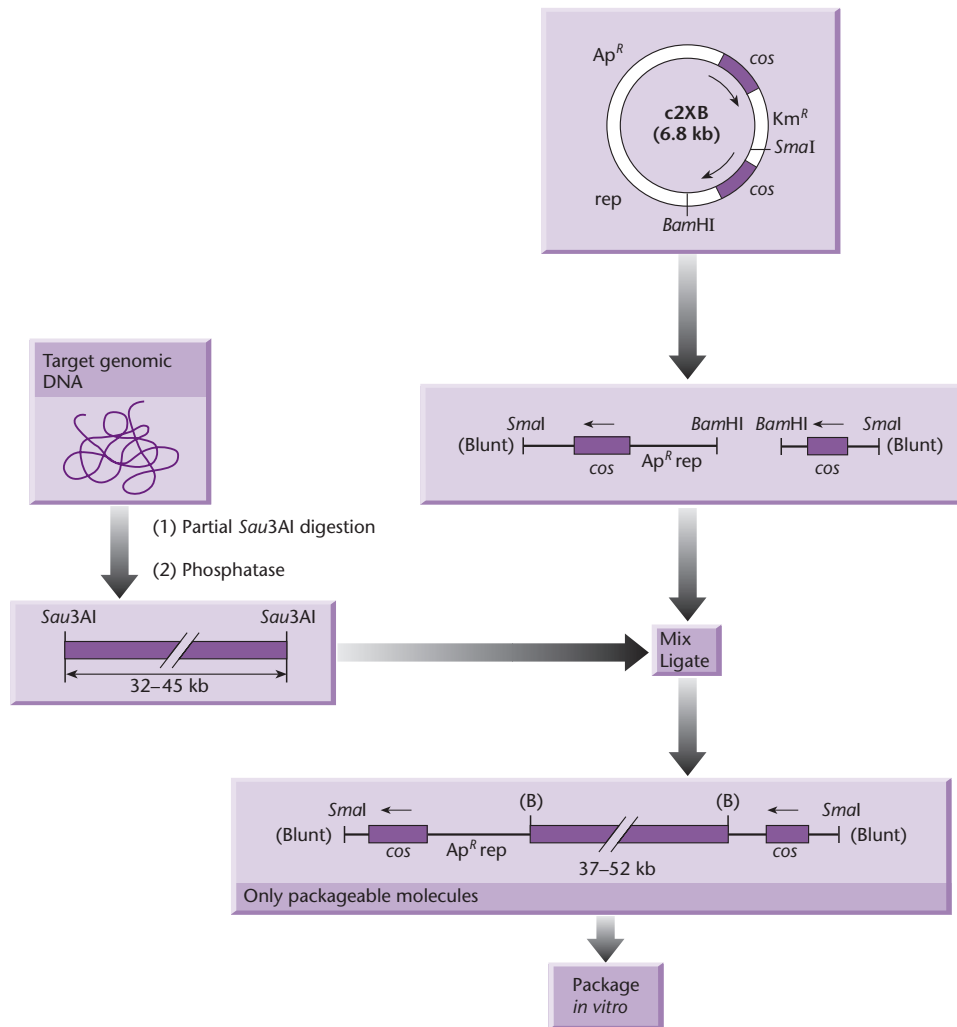 Ap^R
cos
c2XB
(6.8 kb)
Km^R
SmaI
cos
rep
BamHI
Target genomic
DNA
(1) Partial Sau3AI digestion
(2) Phosphatase
SmaI
BamHI
BamHI
SmaI
(Blunt)
cos
Ap^R rep
cos
(Blunt)
Sau3AI
Sau3AI
32–45 kb
Mix
Ligate
SmaI
(B)
(B)
SmaI
(Blunt)
cos
Ap^R rep
cos
(Blunt)
37–52 kb
Only packageable molecules
Package
in vitro